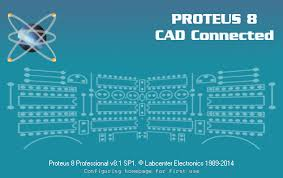 PROTEUS 8
CAD Connected
Proteus 8 Professional v8.1 SP1. © Labcenter Electronics 1989-2014
Configuring homepage for first use